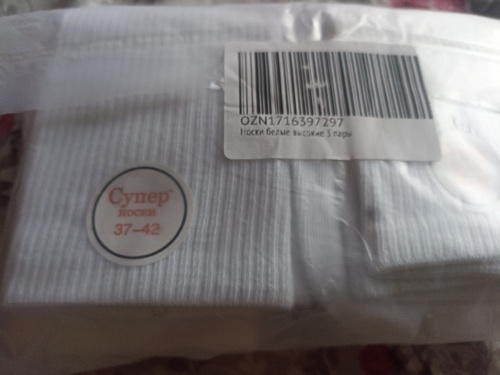 OZN1716397297
Носки белые высокие 3 пары
Супер
носки
37-42